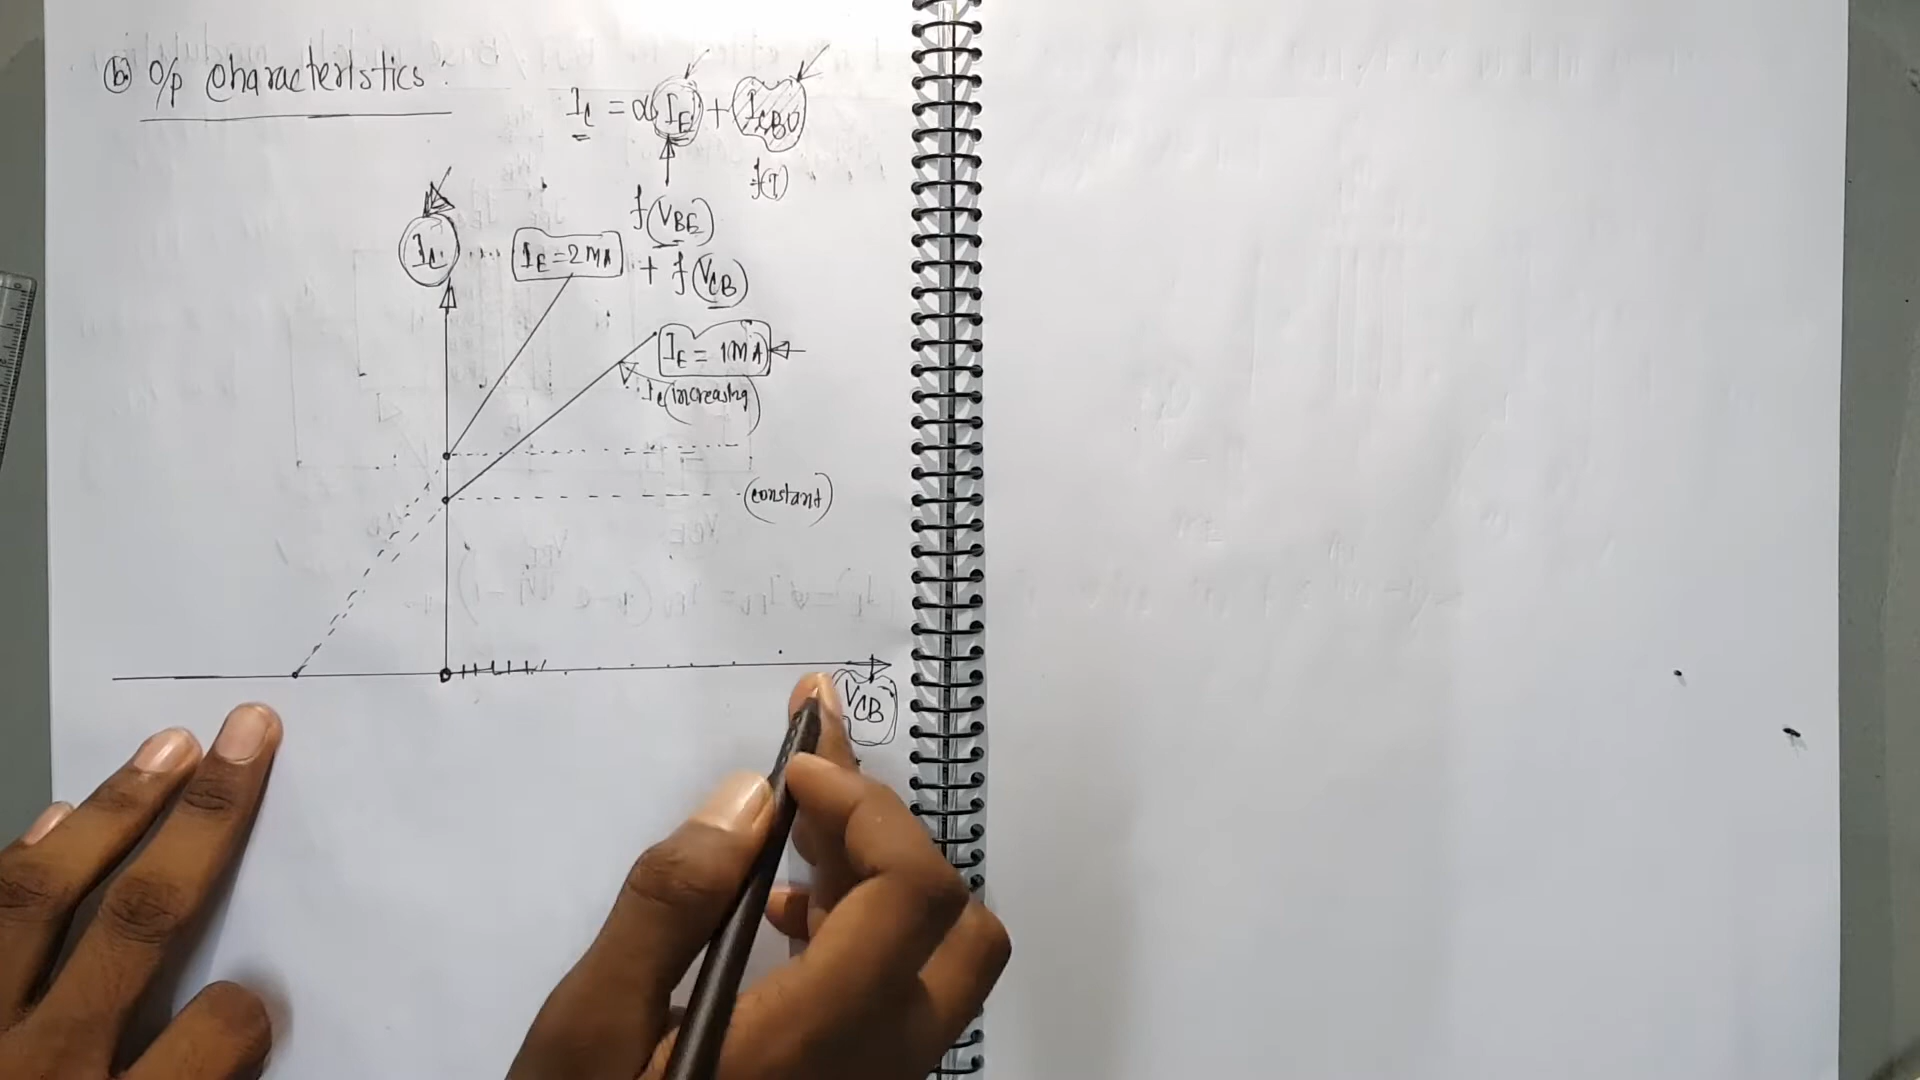 (b) O/p Characteristics:
IC = α IE + ICBO
f(T)
f(VBE)
+ f(VCB)
IC
IE = 2MA
IE = 1MA
Ic (increasing)
(constant)
VCB